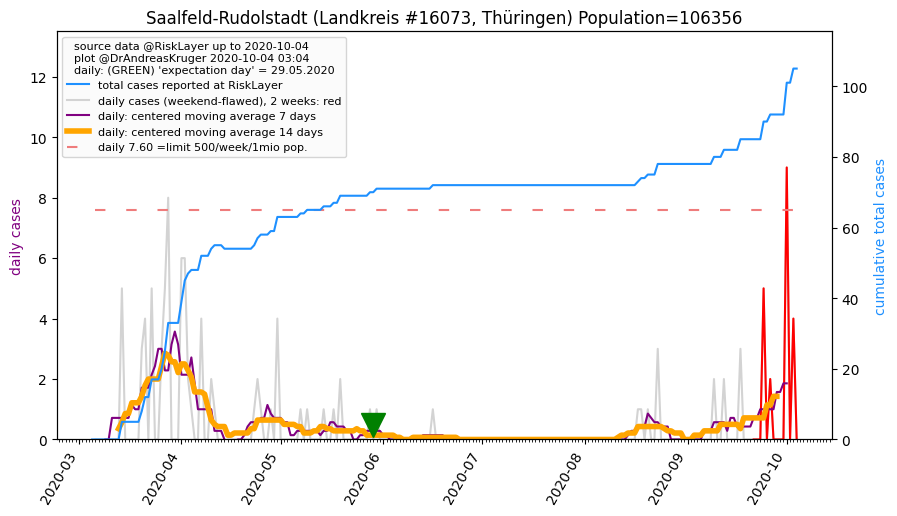 Saalfeld-Rudolstadt (Landkreis #16073, Thüringen) Population=106356
source data @RiskLayer up to 2020-10-04
plot @DrAndreasKruger 2020-10-04 03:04
daily: (GREEN) 'expectation day' = 29.05.2020
total cases reported at RiskLayer
daily cases (weekend-flawed), 2 weeks: red
daily: centered moving average 7 days
daily: centered moving average 14 days
daily 7.60 =limit 500/week/1mio pop.
daily cases
12
10
8
6
4
2
0
100
80
60
40
20
0
cumulative total cases
2020-03
2020-04
2020-05
2020-06
2020-07
2020-08
2020-09
2020-10